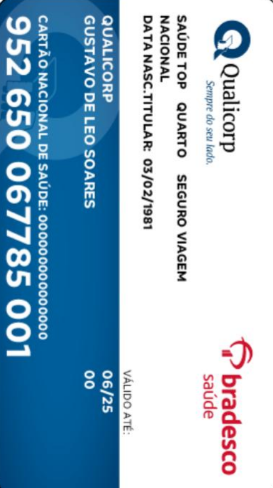 Qualicorp
Sempre do seu lado.
bradesco
saúde
SAÚDE TOP QUARTO SEGURO VIAGEM
NACIONAL
DATA NASC.TITULAR: 03/02/1981
VÁLIDO ATÉ:
QUALICORP 06/25
GUSTAVO DE LEO SOARES 00
CARTÃO NACIONAL DE SAÚDE: 000000000000000
952 650 067785 001